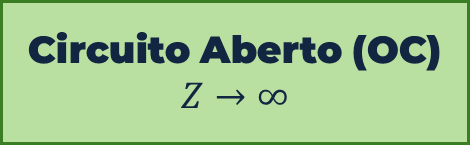 Circuito Aberto (OC)
Z → ∞